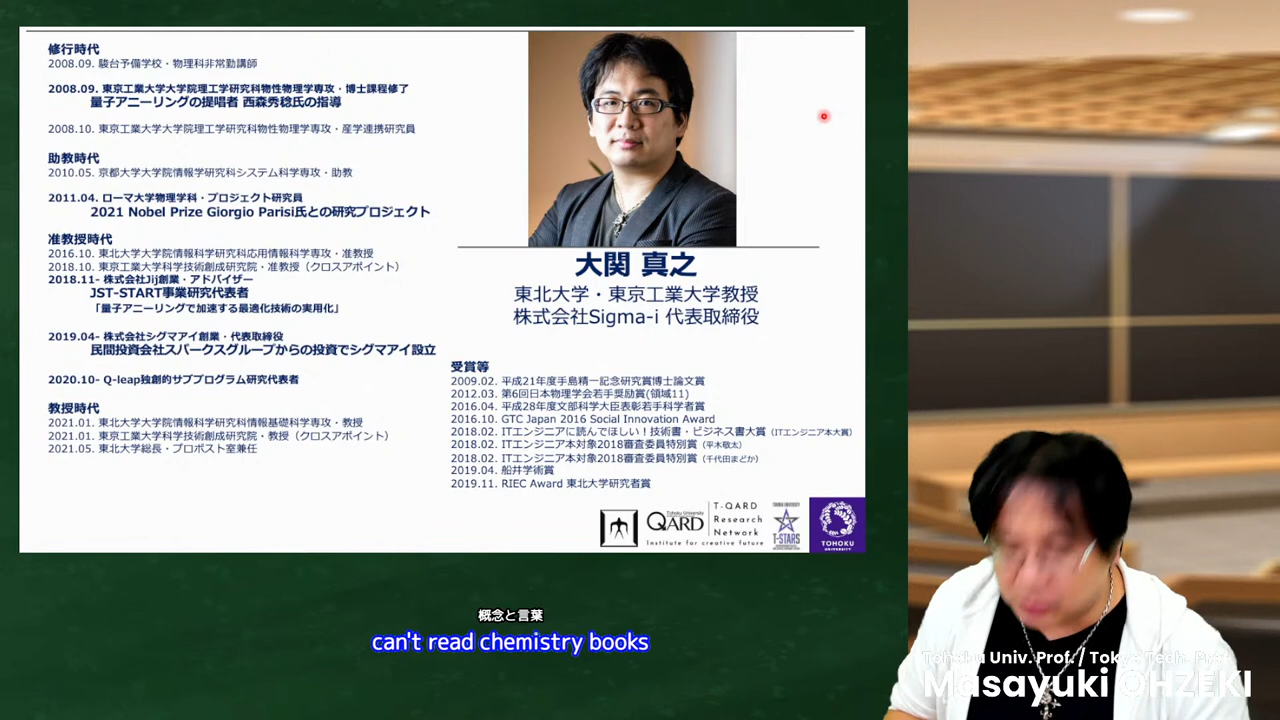 修行時代
2008.09. 駿台予備学校・物理科非常勤講師
2008.09. 東京工業大学大学院理工学研究科物性物理学専攻・博士課程修了
量子アニーリングの提唱者 西森秀稔氏の指導
2008.10. 東京工業大学大学院理工学研究科物性物理学専攻・産学連携研究員
助教時代
2010.05. 京都大学大学院情報学研究科システム科学専攻・助教
2011.04. ローマ大学物理学科・プロジェクト研究員
2021 Nobel Prize Giorgio Parisi氏との研究プロジェクト
准教授時代
2016.10. 東北大学大学院情報科学研究科応用情報科学専攻・准教授
2018.10. 東京工業大学科学技術創成研究院・准教授（クロスアポイント）
2018.11- 株式会社Jij創業・アドバイザー
JST-START事業研究代表者
「量子アニーリングで加速する最適化技術の実用化」
2019.04- 株式会社シグマアイ創業・代表取締役
民間投資会社スパークスグループからの投資でシグマアイ設立
2020.10- Q-leap独創的サブプログラム研究代表者
教授時代
2021.01. 東北大学大学院情報科学研究科情報基礎科学専攻・教授
2021.01. 東京工業大学科学技術創成研究院・教授（クロスアポイント）
2021.05. 東北大学総長・プロボスト室兼任
大関 真之
東北大学・東京工業大学教授
株式会社Sigma-i 代表取締役
受賞等
2009.02. 平成21年度手島精一記念研究賞博士論文賞
2012.03. 第6回日本物理学会若手奨励賞(領域11)
2016.04. 平成28年度文部科学大臣表彰若手科学者賞
2016.10. GTC Japan 2016 Social Innovation Award
2018.02. ITエンジニアに読んでほしい！技術書・ビジネス書大賞（ITエンジニア本大賞）
2018.02. ITエンジニア本対象2018審査委員特別賞（平木敬太）
2018.02. ITエンジニア本対象2018審査委員特別賞（千代田まどか）
2019.04. 船井学術賞
2019.11. RIEC Award 東北大学研究者賞
Tohoku University
QARD
T-QARD
Research
Network
Institute for creative future
T-STARS
TOHOKU
UNIVERSITY
概念と言葉
can't read chemistry books
Tohoku Univ. Prof. / Tokyo Tech. Prof.
Masayuki OHZEKI